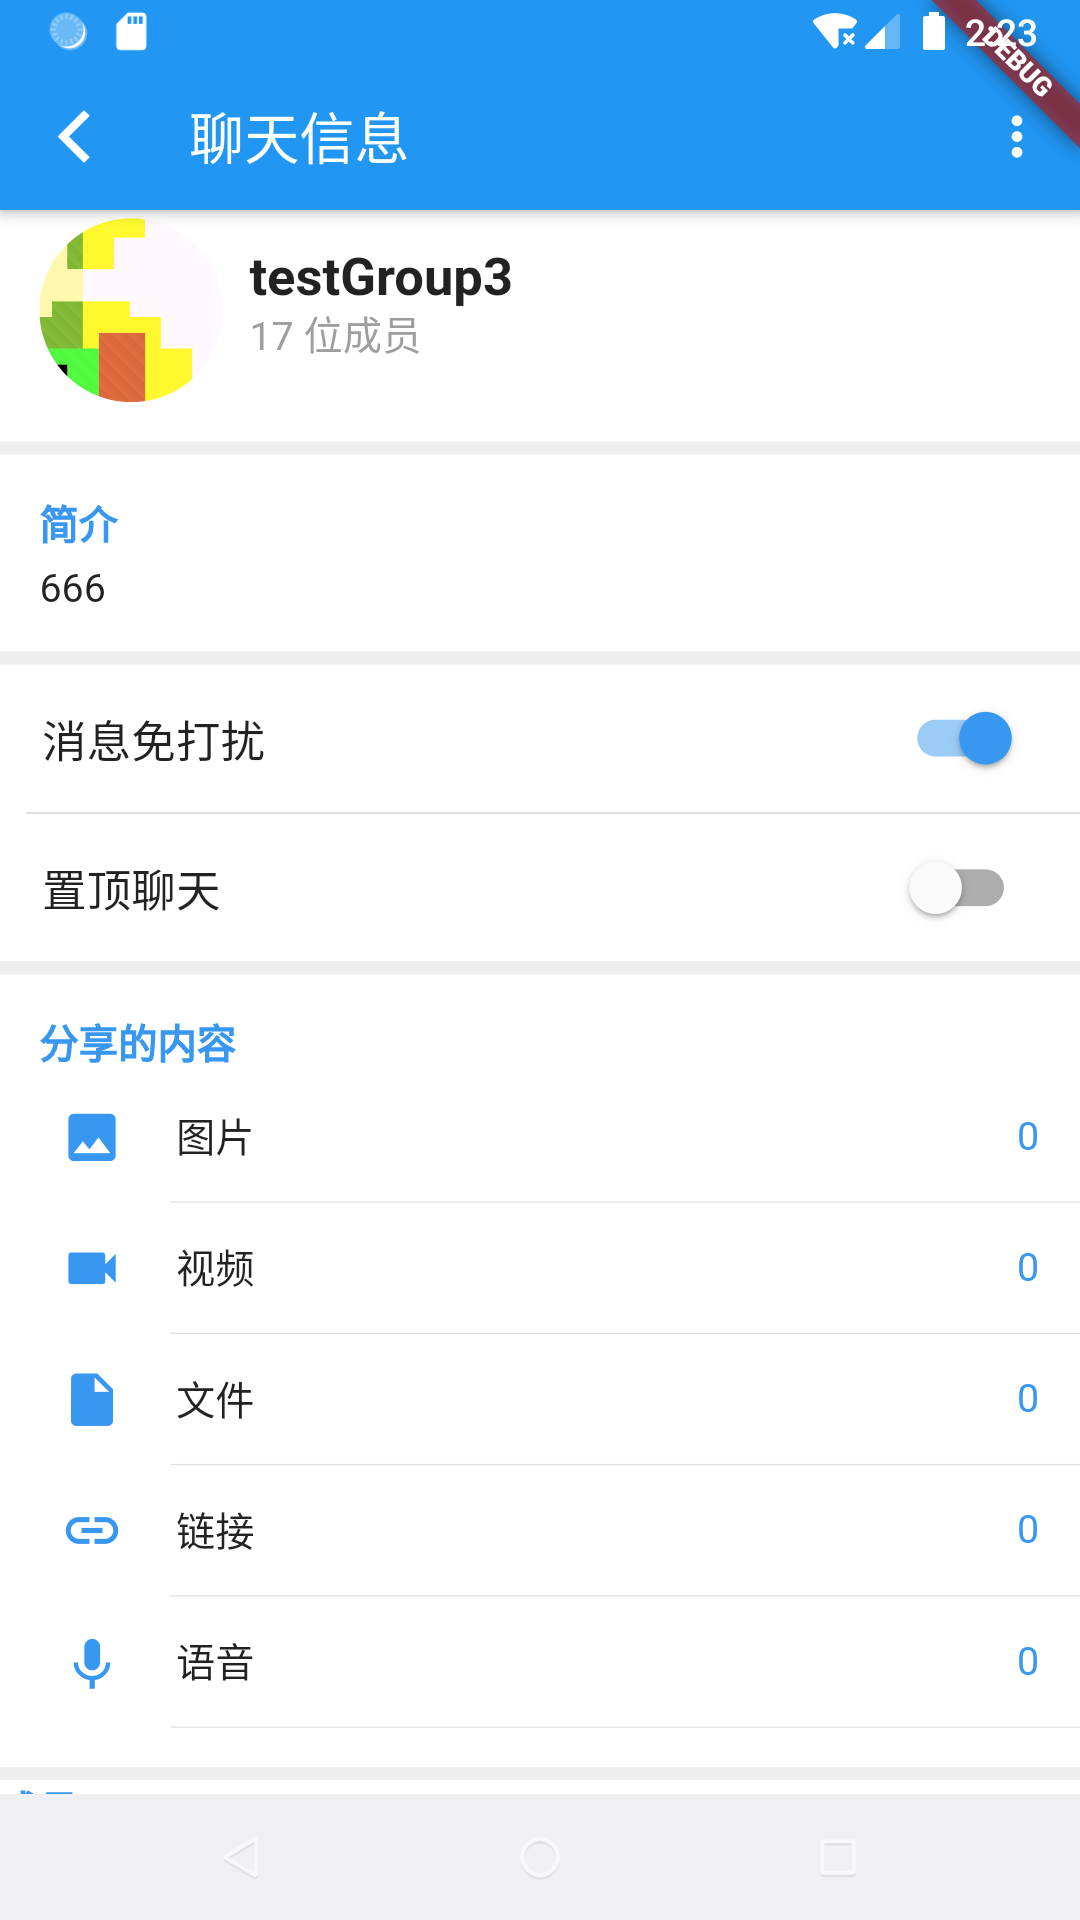 2:23
DEBUG
聊天信息
testGroup3
17 位成员
简介
666
消息免打扰
置顶聊天
分享的内容
图片 0
视频 0
文件 0
链接 0
语音 0